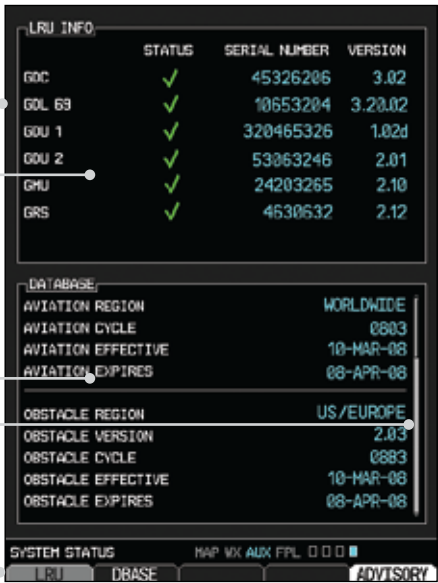 LRU INFO
STATUS SERIAL NUMBER VERSION
GDC 45326206 3.02
GDL 69 10653204 3.20.02
GDU 1 320465326 1.02d
GDU 2 53063246 2.01
GMU 24203265 2.10
GRS 4630632 2.12
DATABASE
AVIATION REGION WORLDWIDE
AVIATION CYCLE 0803
AVIATION EFFECTIVE 10-MAR-08
AVIATION EXPIRES 08-APR-08
OBSTACLE REGION US/EUROPE
OBSTACLE VERSION 2.03
OBSTACLE CYCLE 08B3
OBSTACLE EFFECTIVE 10-MAR-08
OBSTACLE EXPIRES 08-APR-08
SYSTEM STATUS MAP WX AUX FPL
LRU DBASE ADVISORY